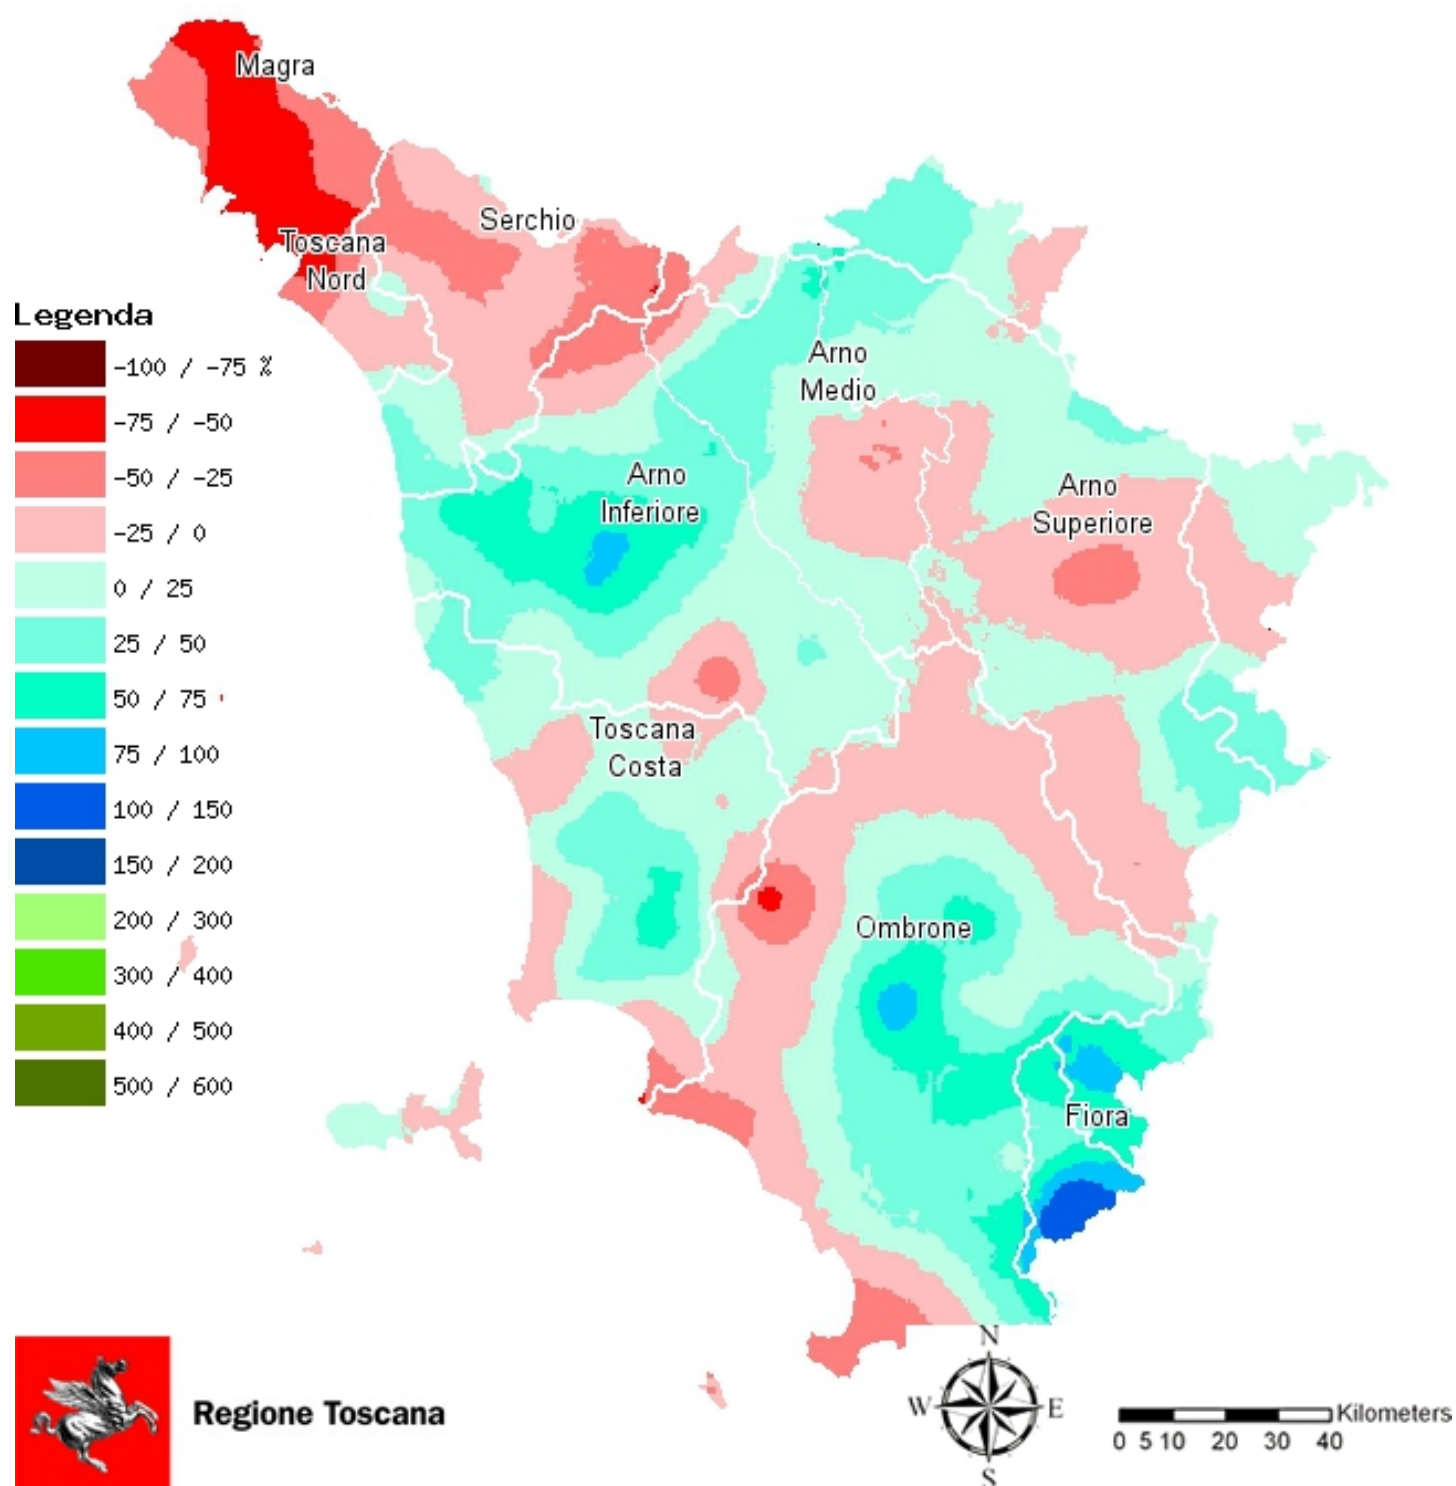 Magra
Serchio
Toscana
Nord
Legenda
-100 / -75 %
-75 / -50
-50 / -25
-25 / 0
0 / 25
25 / 50
50 / 75
75 / 100
100 / 150
150 / 200
200 / 300
300 / 400
400 / 500
500 / 600
Arno
Medio
Arno
Inferiore
Arno
Superiore
Toscana
Costa
Ombrone
Fiora
Regione Toscana
N
W E
S
Kilometers
0 5 10 20 30 40